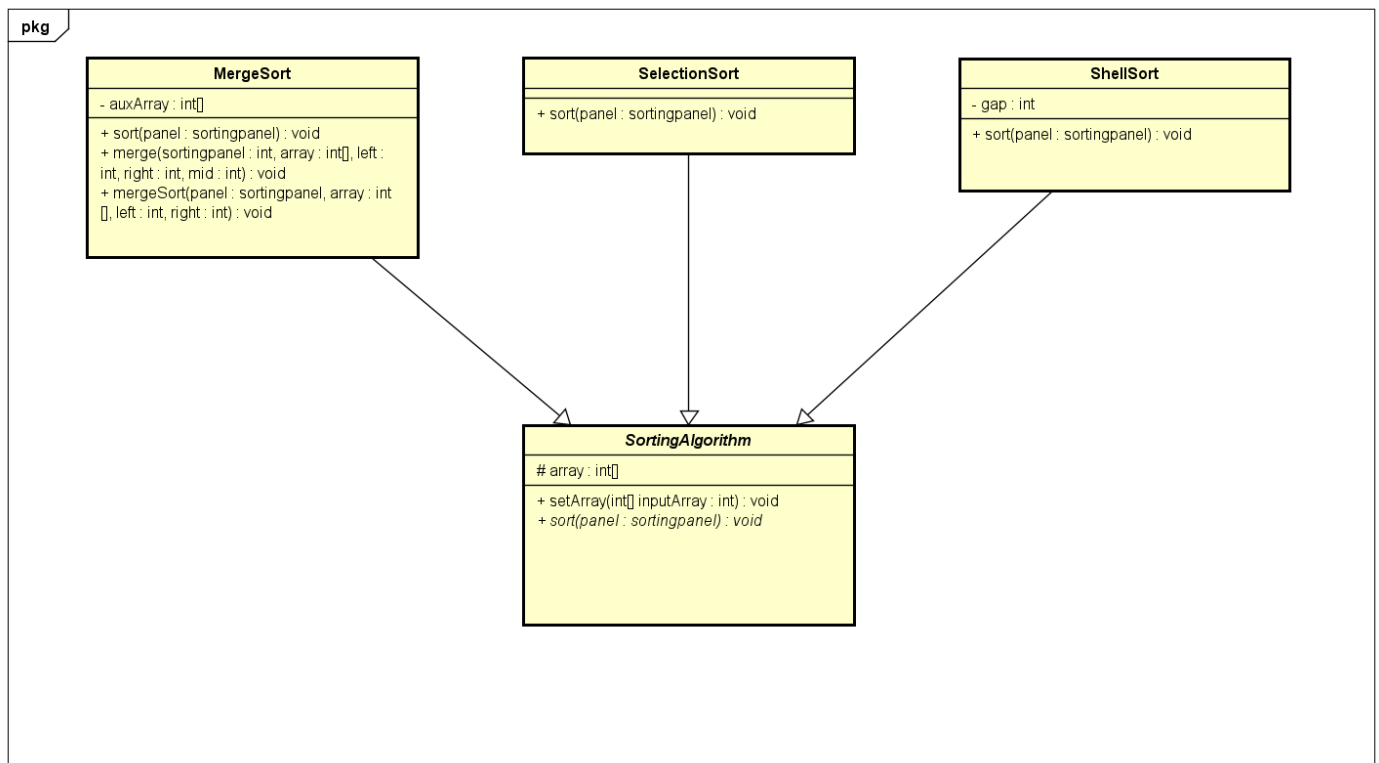 pkg
MergeSort
- auxArray : int[]
+ sort(panel : sortingpanel) : void
+ merge(sortingpanel : int, array : int[], left :
int, right : int, mid : int) : void
+ mergeSort(panel : sortingpanel, array : int
[], left : int, right : int) : void
SelectionSort
+ sort(panel : sortingpanel) : void
ShellSort
- gap : int
+ sort(panel : sortingpanel) : void
SortingAlgorithm
# array : int[]
+ setArray(int[] inputArray : int) : void
+ sort(panel : sortingpanel) : void